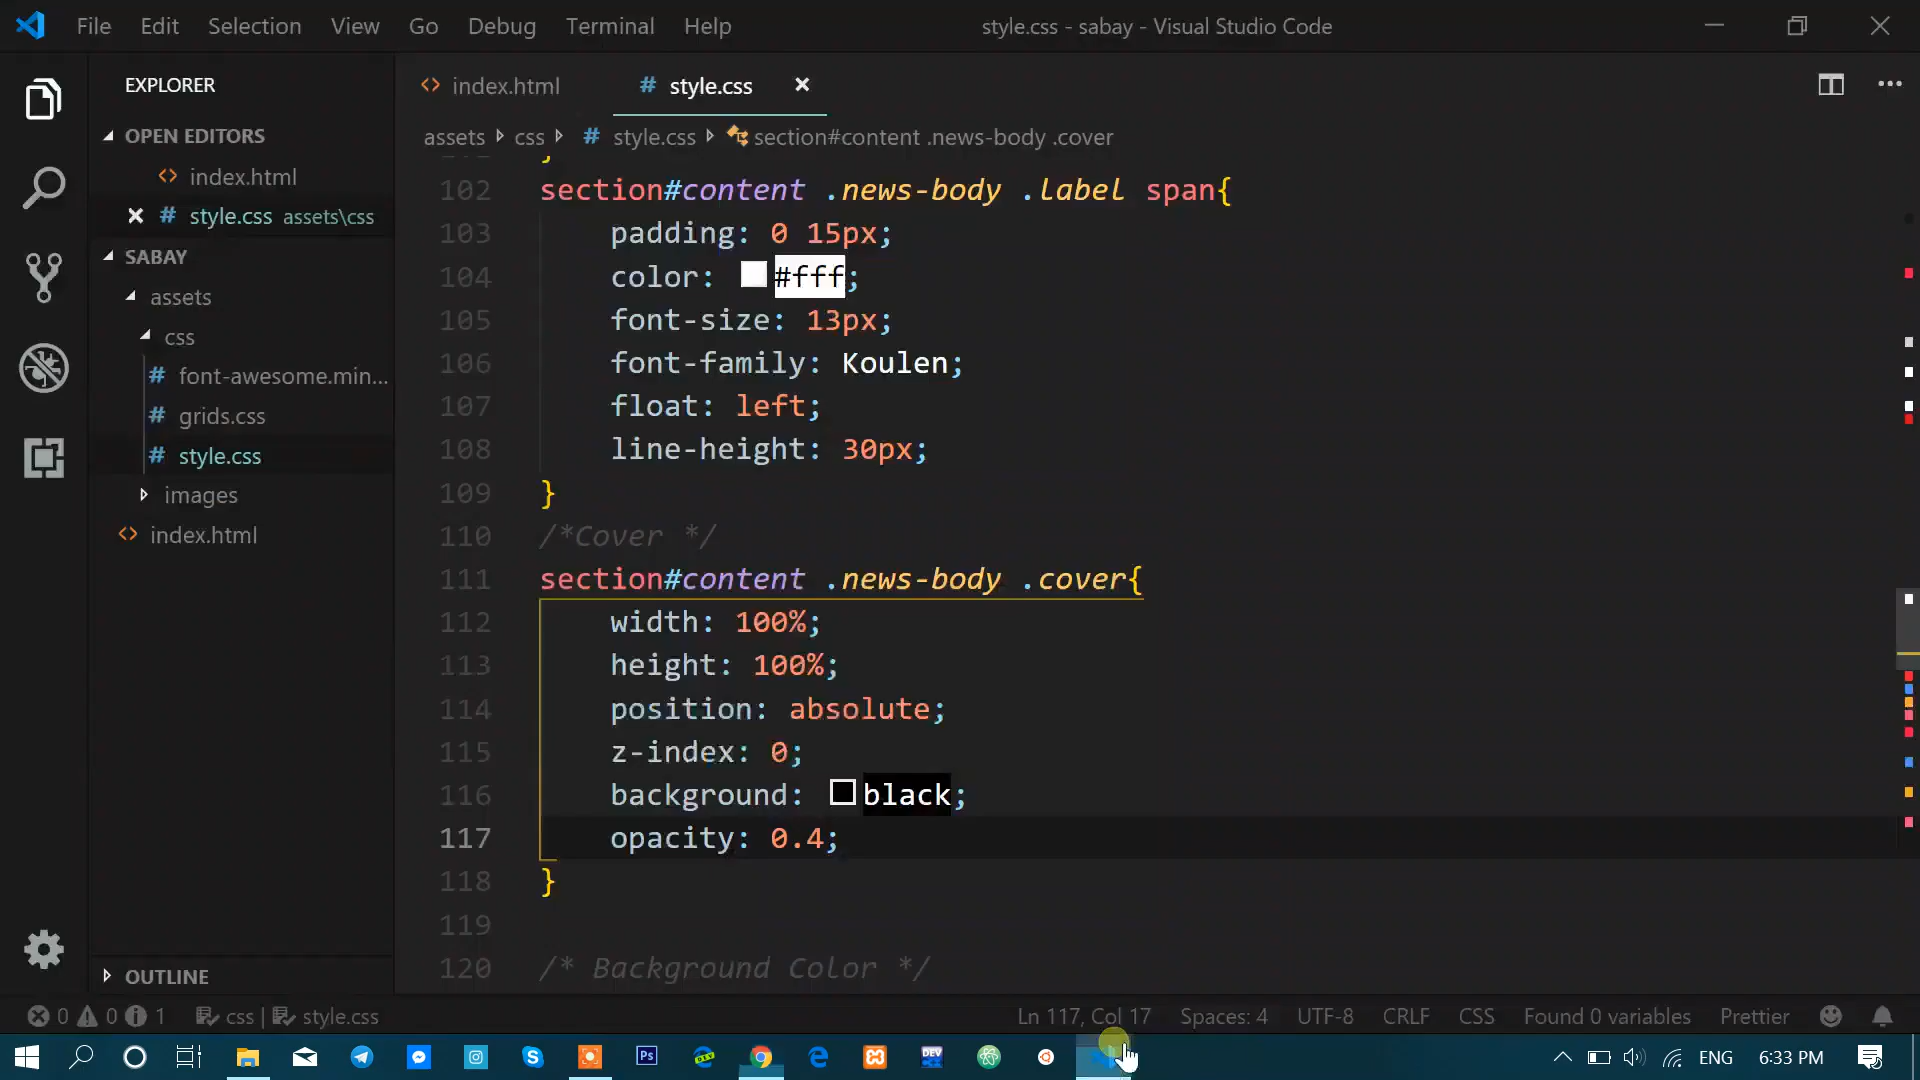 File Edit Selection View Go Debug Terminal Help
style.css - sabay - Visual Studio Code
EXPLORER
OPEN EDITORS
index.html
style.css assets\css
SABAY
assets
css
font-awesome.min...
grids.css
style.css
images
index.html
OUTLINE
index.html
style.css
assets css # style.css section#content .news-body .cover
102 section#content .news-body .label span{
103 padding: 0 15px;
104 color: #fff;
105 font-size: 13px;
106 font-family: Koulen;
107 float: left;
108 line-height: 30px;
109 }
110 /*Cover */
111 section#content .news-body .cover{
112 width: 100%;
113 height: 100%;
114 position: absolute;
115 z-index: 0;
116 background: black;
117 opacity: 0.4;
118 }
119
120 /* Background Color */
0 0 1 css | style.css
Ln 117, Col 17 Spaces: 4 UTF-8 CRLF CSS Found 0 variables Prettier
Ps DEV ENG 6:33 PM